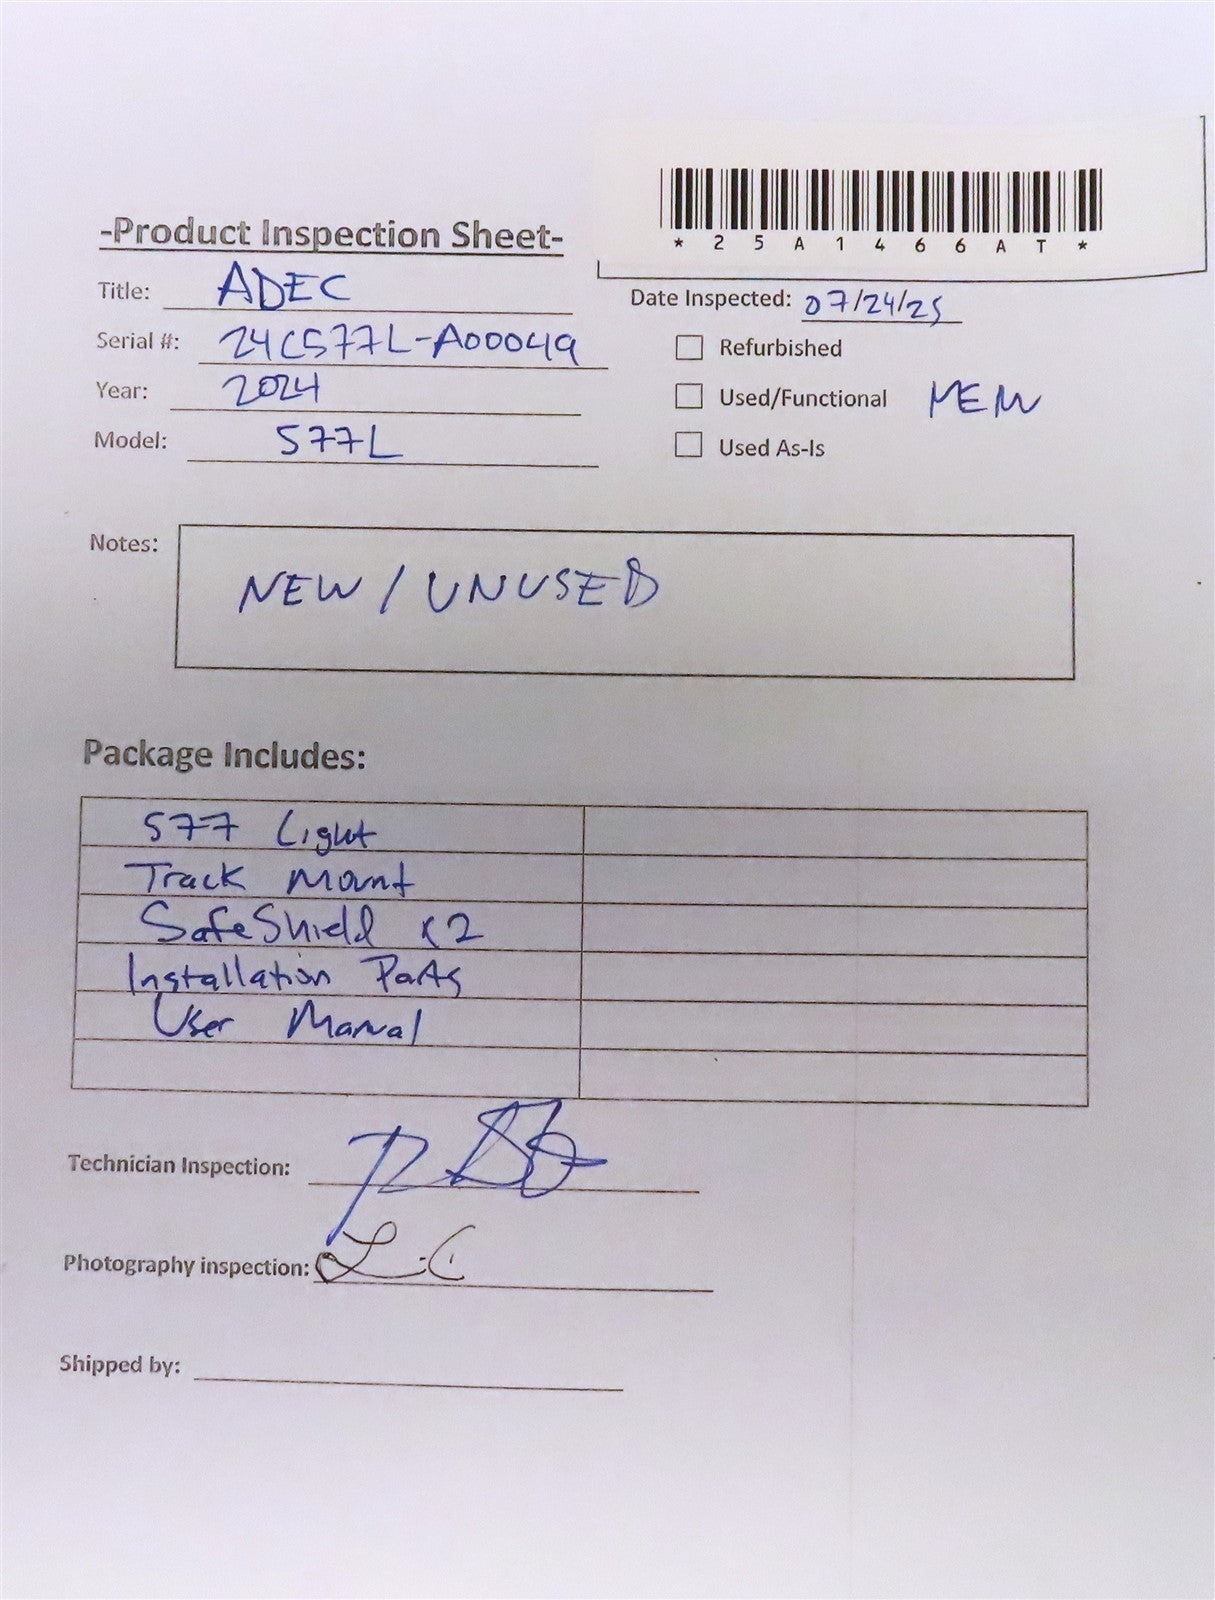 *25A1466AT*
-Product Inspection Sheet-
Title: ADEC
Date Inspected: 07/24/25
Serial #: 24C577L-A00049
Refurbished
Year: 2024
Used/Functional NEW
Model: 577L
Used As-Is
Notes:
NEW / UNUSED
Package Includes:
577 Light
Track Mount
SafeShield x2
Installation Parts
User Manual
Technician Inspection:
Photography inspection: L.C
Shipped by: